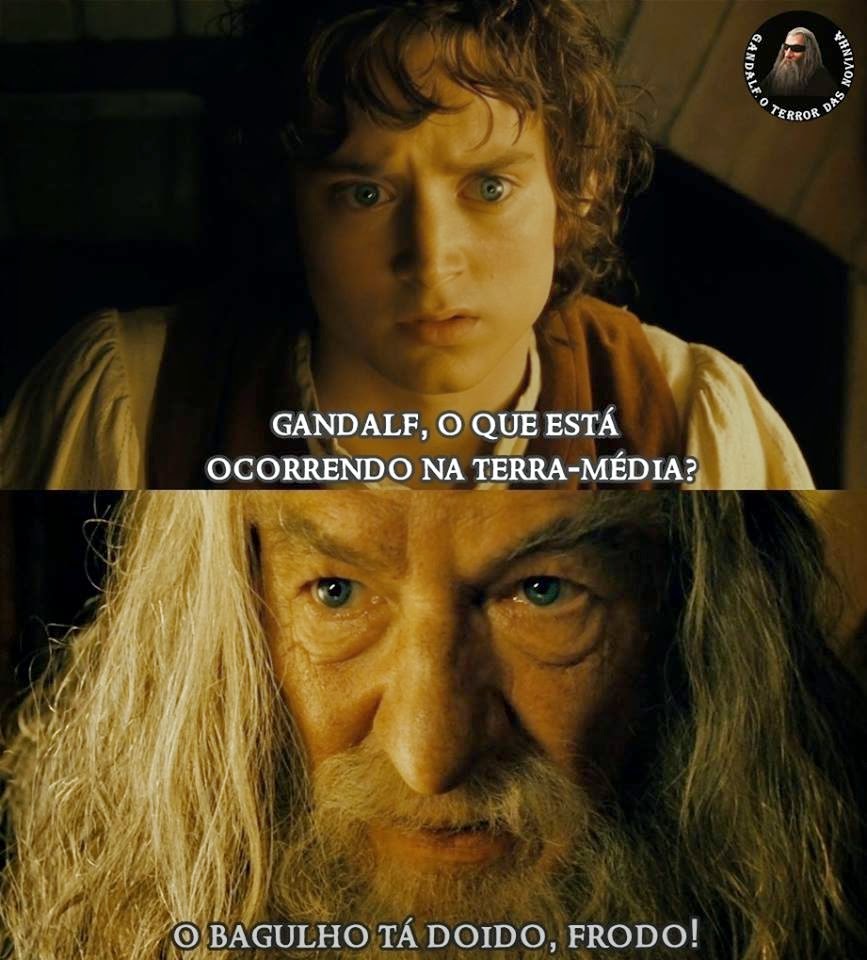 GANDALF, O TERROR DAS NOVINHA
GANDALF, O QUE ESTÁ
OCORRENDO NA TERRA-MÉDIA?
O BAGULHO TÁ DOIDO, FRODO!